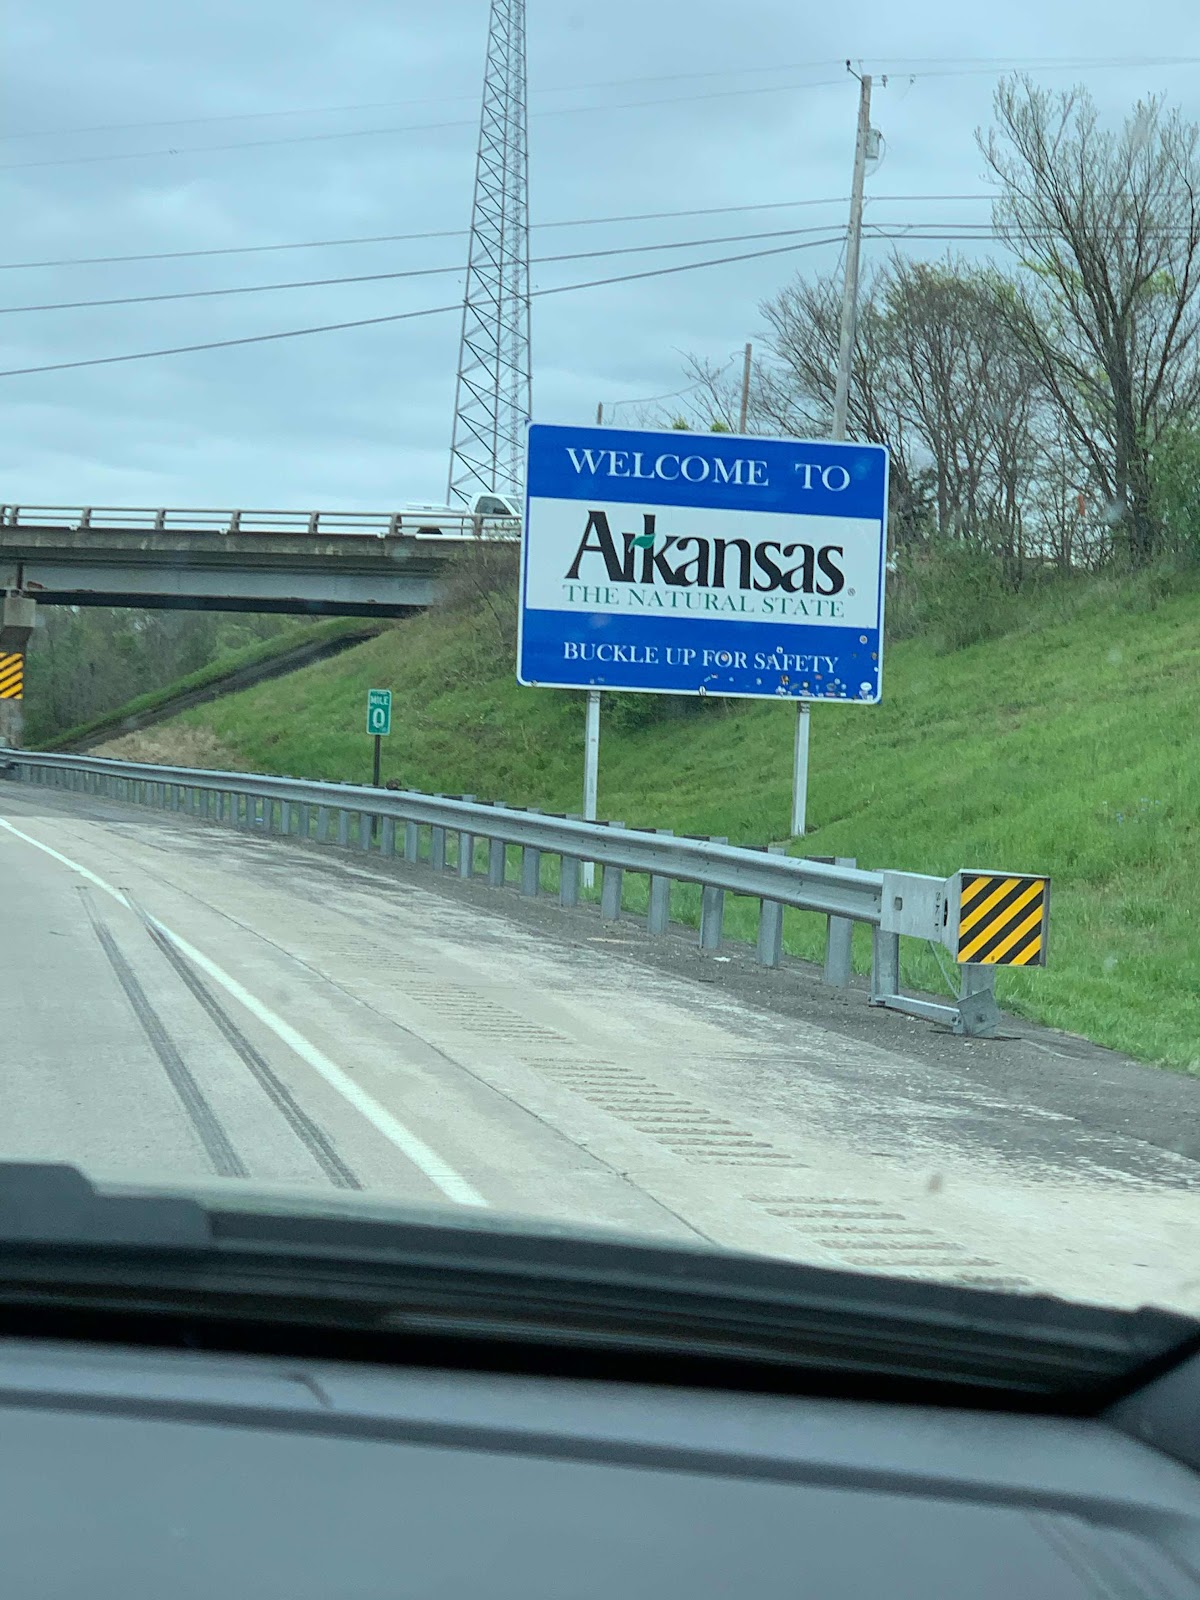 WELCOME TO
Arkansas®
THE NATURAL STATE
BUCKLE UP FOR SAFETY
MILE
0